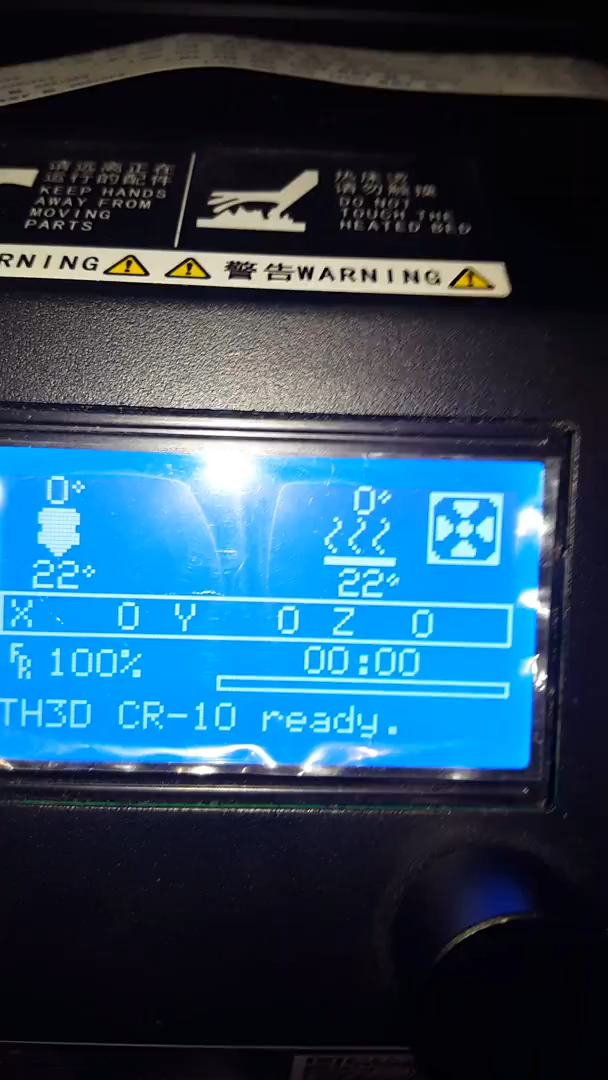 请远离正在
运行的配件
KEEP HANDS
AWAY FROM
MOVING
PARTS
热床
请勿触摸
DO NOT
TOUCH THE
HEATED BED
RNING 警告WARNING
0° 0°
22° 22°
X 0 Y 0 Z 0
FR 100% 00:00
TH3D CR-10 ready.